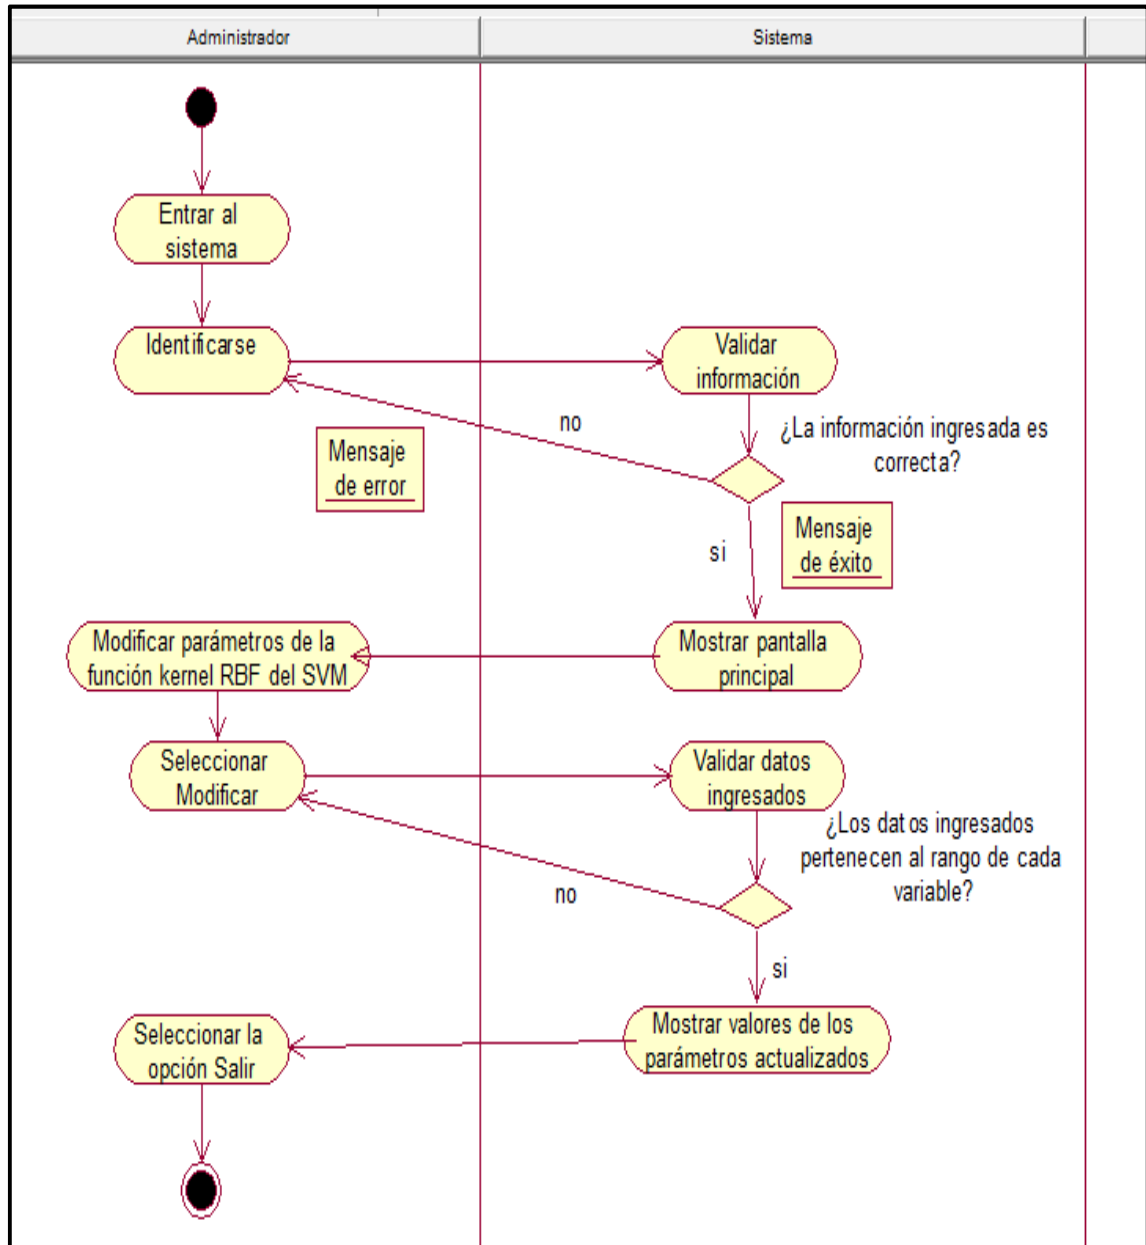 Administrador
Sistema
Entrar al
sistema
Identificarse
Validar
información
no
¿La información ingresada es
correcta?
Mensaje
de error
Mensaje
de éxito
si
Modificar parámetros de la
función kernel RBF del SVM
Mostrar pantalla
principal
Seleccionar
Modificar
Validar datos
ingresados
¿Los datos ingresados
pertenecen al rango de cada
variable?
no
si
Seleccionar la
opción Salir
Mostrar valores de los
parámetros actualizados